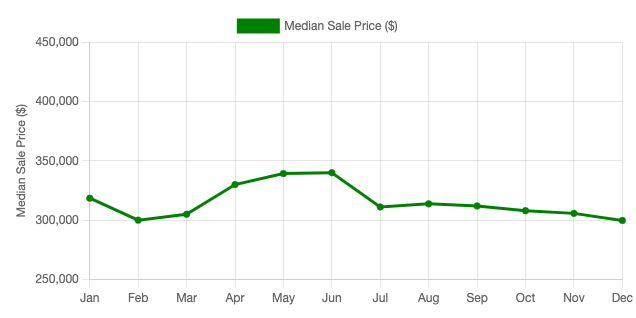 Median Sale Price ($)
450,000
400,000
350,000
300,000
250,000
Median Sale Price ($)
Jan Feb Mar Apr May Jun Jul Aug Sep Oct Nov Dec